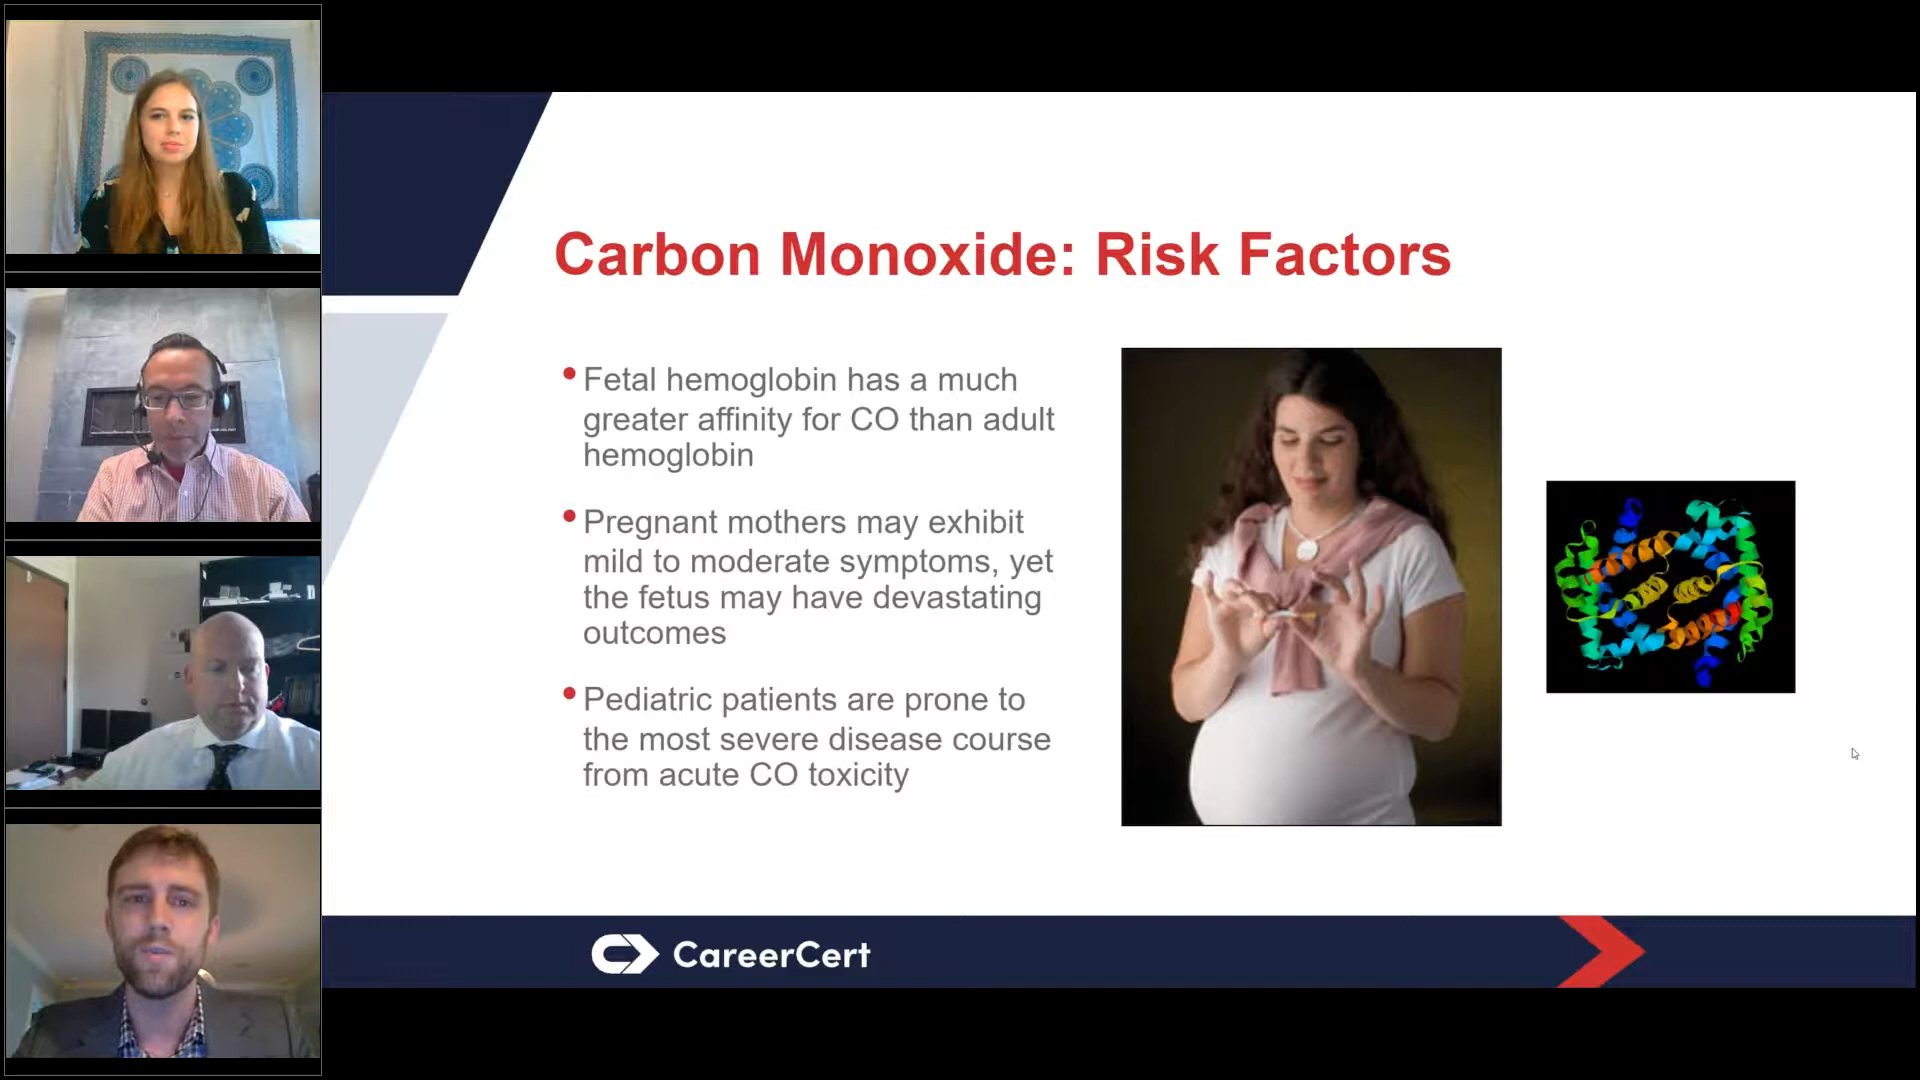 Carbon Monoxide: Risk Factors
•Fetal hemoglobin has a much
greater affinity for CO than adult
hemoglobin
•Pregnant mothers may exhibit
mild to moderate symptoms, yet
the fetus may have devastating
outcomes
•Pediatric patients are prone to
the most severe disease course
from acute CO toxicity
CareerCert